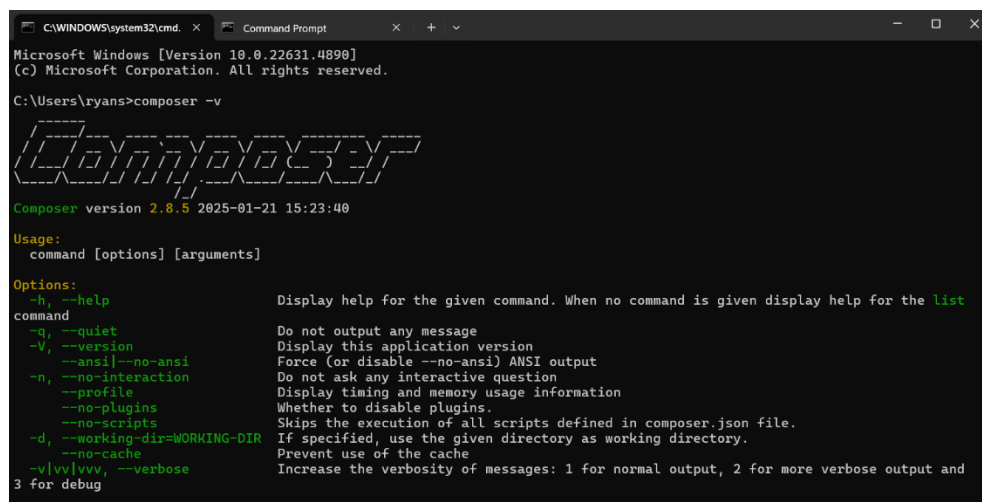 C:\WINDOWS\system32\cmd. × Command Prompt × + ⌄ − □ ×
Microsoft Windows [Version 10.0.22631.4890]
(c) Microsoft Corporation. All rights reserved.
C:\Users\ryans>composer -v
Composer
Composer version 2.8.5 2025-01-21 15:23:40
Usage:
  command [options] [arguments]
Options:
  -h, --help                     Display help for the given command. When no command is given display help for the list
command
  -q, --quiet                    Do not output any message
  -V, --version                  Display this application version
      --ansi|--no-ansi           Force (or disable --no-ansi) ANSI output
  -n, --no-interaction           Do not ask any interactive question
      --profile                  Display timing and memory usage information
      --no-plugins               Whether to disable plugins.
      --no-scripts               Skips the execution of all scripts defined in composer.json file.
  -d, --working-dir=WORKING-DIR  If specified, use the given directory as working directory.
      --no-cache                 Prevent use of the cache
  -v|vv|vvv, --verbose           Increase the verbosity of messages: 1 for normal output, 2 for more verbose output and
3 for debug